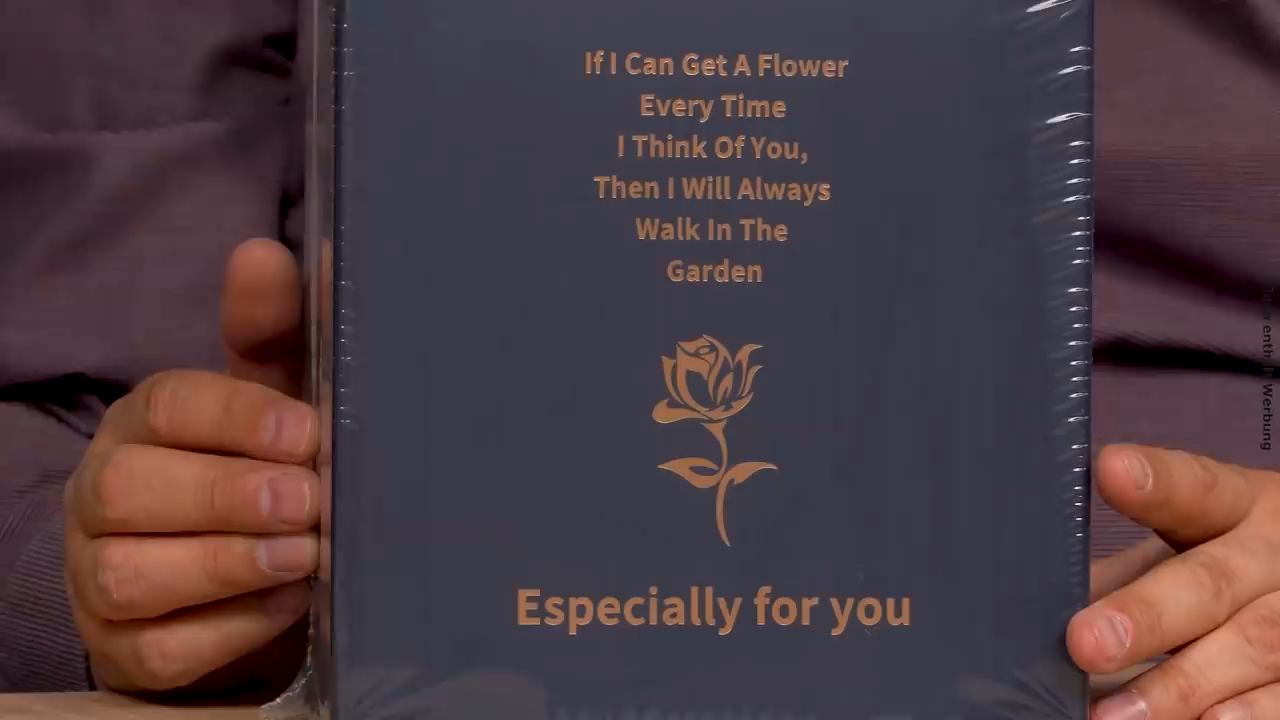 If I Can Get A Flower
Every Time
I Think Of You,
Then I Will Always
Walk In The
Garden
Especially for you
Werbung